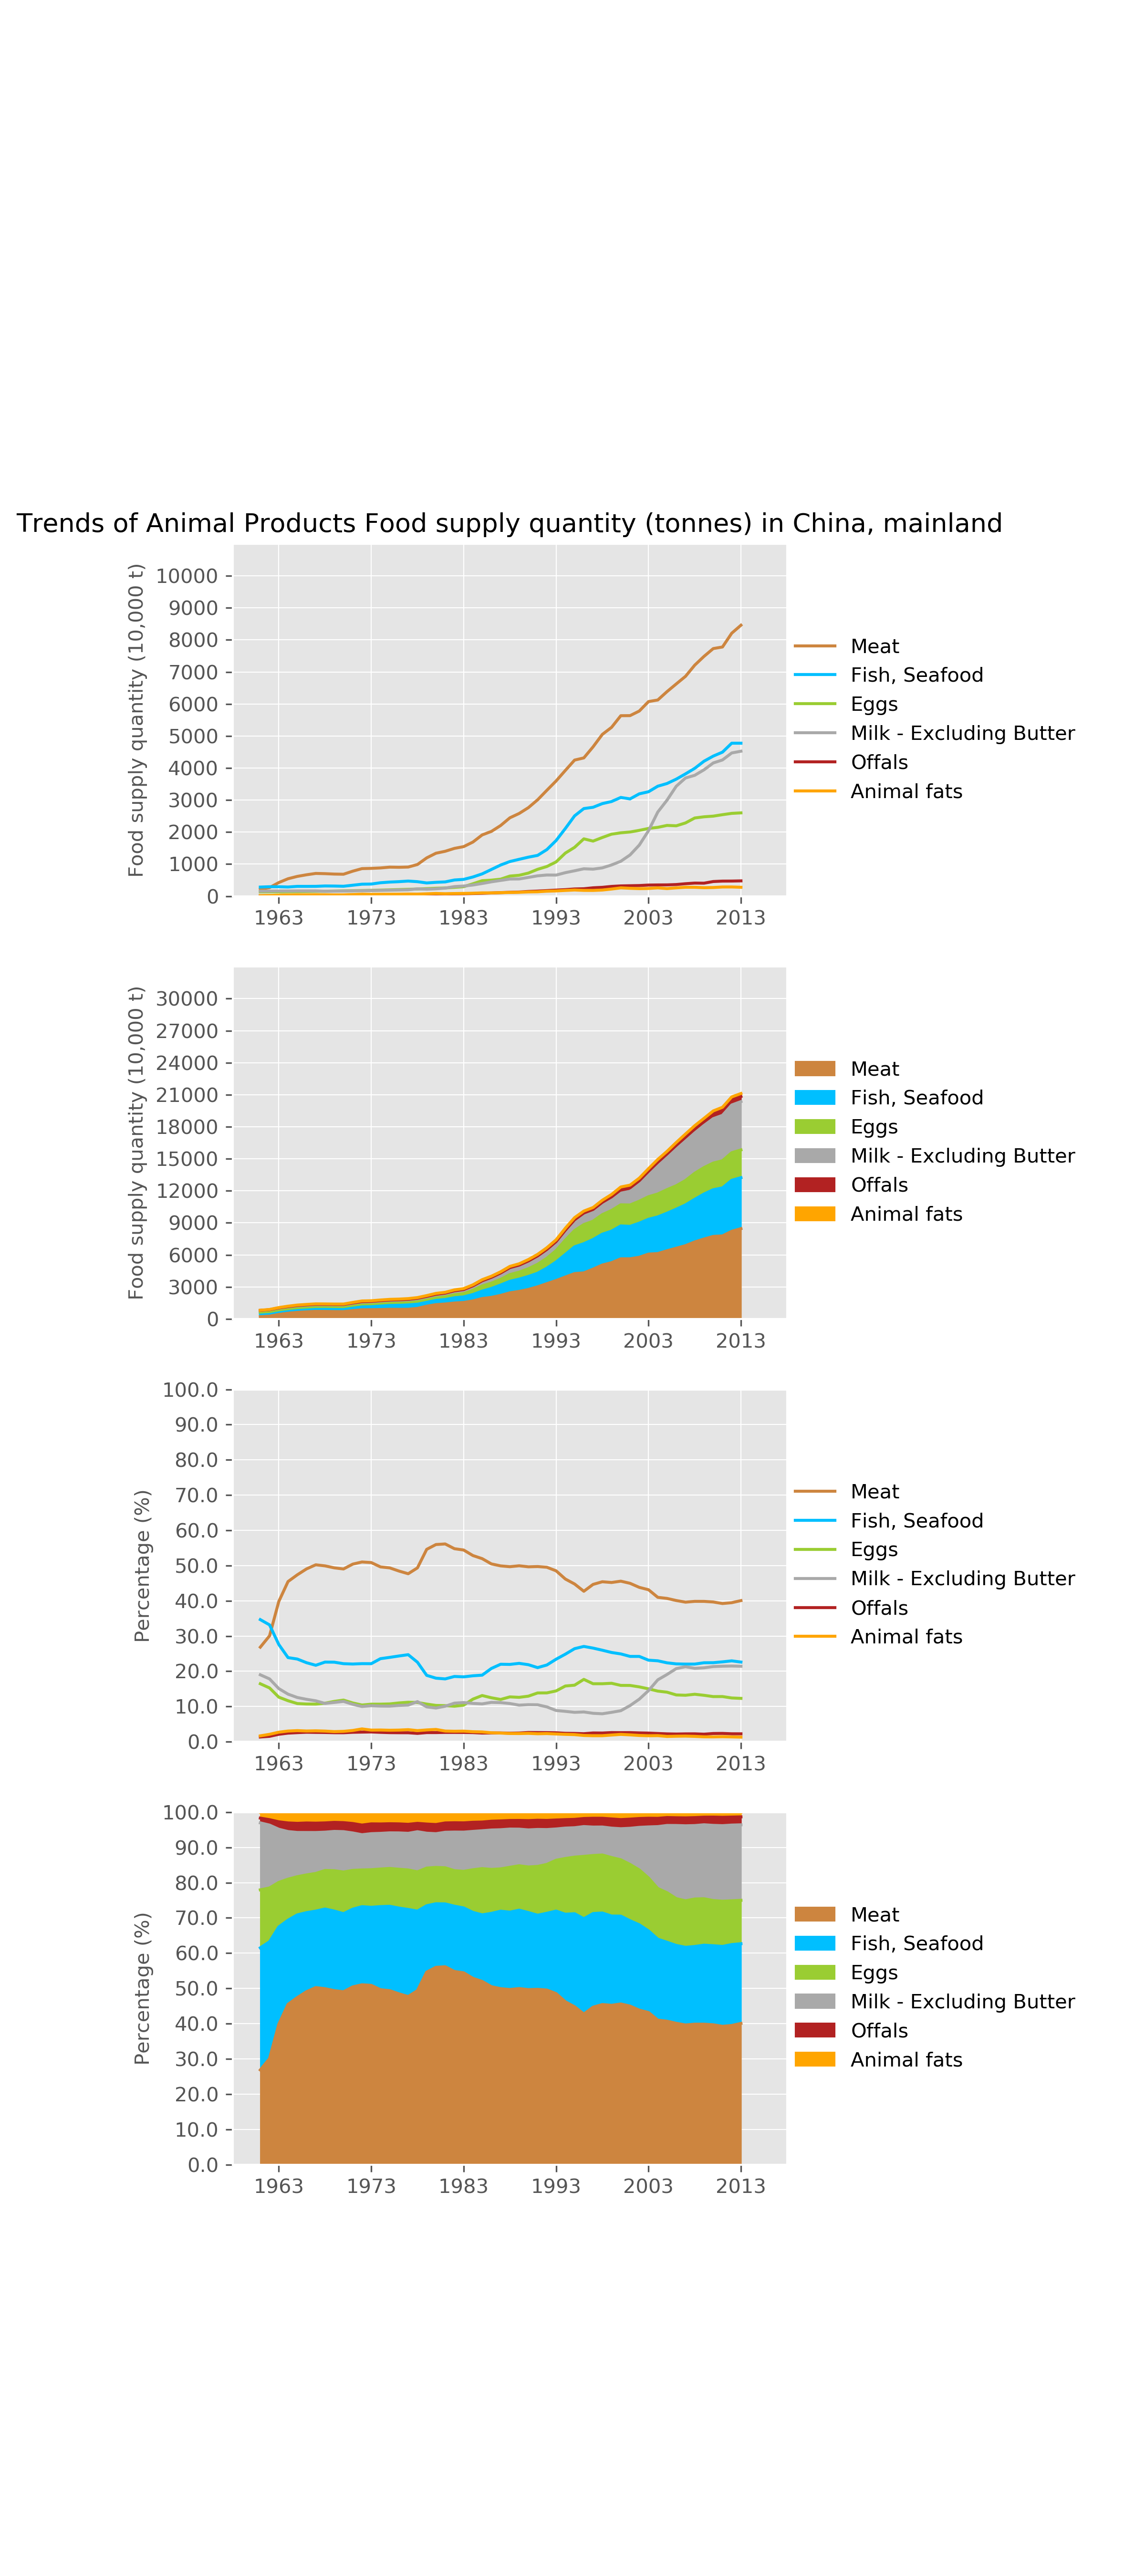 Trends of Animal Products Food supply quantity (tonnes) in China, mainland
Food supply quantity (10,000 t)
10000
9000
8000
7000
6000
5000
4000
3000
2000
1000
0
1963 1973 1983 1993 2003 2013
Meat
Fish, Seafood
Eggs
Milk - Excluding Butter
Offals
Animal fats
Food supply quantity (10,000 t)
30000
27000
24000
21000
18000
15000
12000
9000
6000
3000
0
1963 1973 1983 1993 2003 2013
Meat
Fish, Seafood
Eggs
Milk - Excluding Butter
Offals
Animal fats
Percentage (%)
100.0
90.0
80.0
70.0
60.0
50.0
40.0
30.0
20.0
10.0
0.0
1963 1973 1983 1993 2003 2013
Meat
Fish, Seafood
Eggs
Milk - Excluding Butter
Offals
Animal fats
Percentage (%)
100.0
90.0
80.0
70.0
60.0
50.0
40.0
30.0
20.0
10.0
0.0
1963 1973 1983 1993 2003 2013
Meat
Fish, Seafood
Eggs
Milk - Excluding Butter
Offals
Animal fats